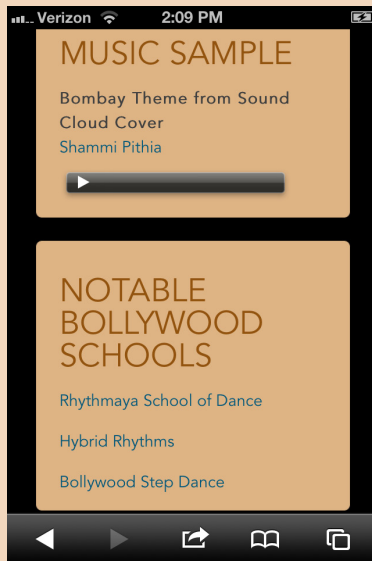 Verizon 2:09 PM
MUSIC SAMPLE
Bombay Theme from Sound
Cloud Cover
Shammi Pithia
NOTABLE
BOLLYWOOD
SCHOOLS
Rhythmaya School of Dance
Hybrid Rhythms
Bollywood Step Dance